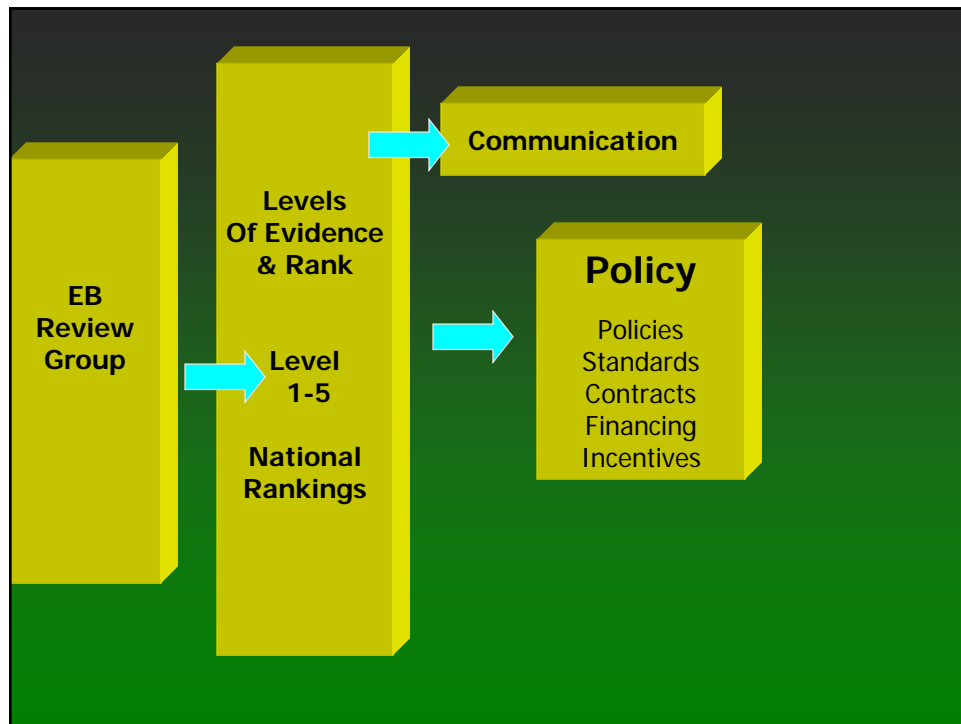 EB
Review
Group
Levels
Of Evidence
& Rank
Level
1-5
National
Rankings
Communication
Policy
Policies
Standards
Contracts
Financing
Incentives